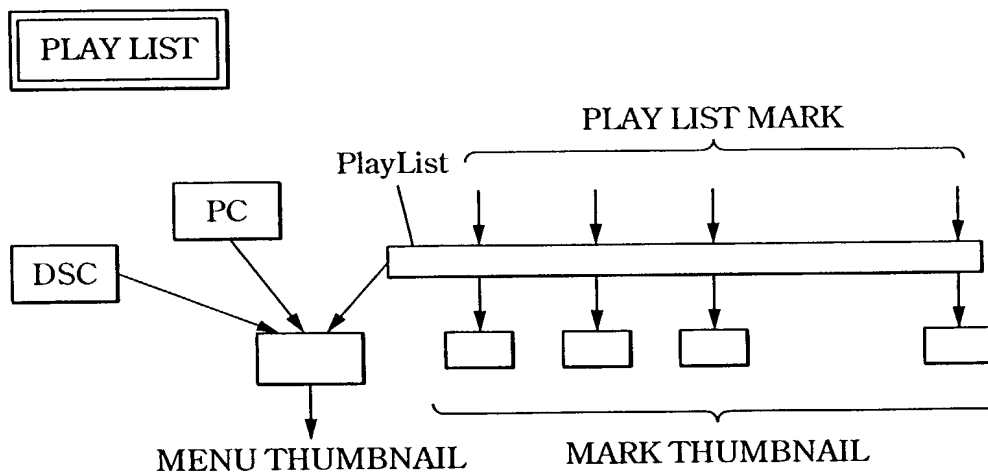 PLAY LIST
PLAY LIST MARK
PlayList
PC
DSC
MENU THUMBNAIL
MARK THUMBNAIL